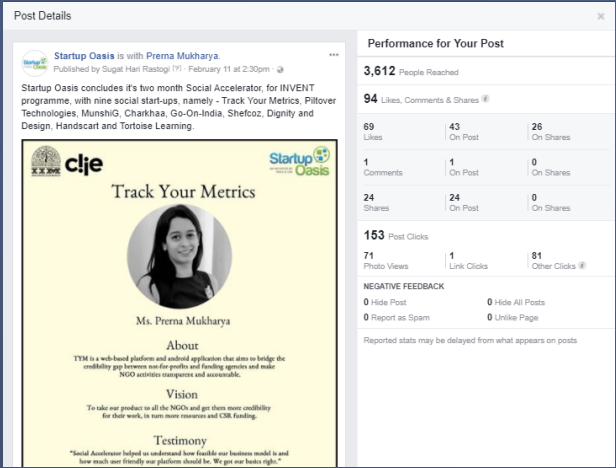 Post Details
Startup Oasis is with Prerna Mukharya.
Published by Sugat Hari Rastogi [?] · February 11 at 2:30pm ·
Startup Oasis concludes it's two month Social Accelerator, for INVENT
programme, with nine social start-ups, namely - Track Your Metrics, Piltover
Technologies, MunshiG, Charkhaa, Go-On-India, Shefcoz, Dignity and
Design, Handscart and Tortoise Learning.
c!ie
Startup
Oasis
Track Your Metrics
Ms. Prerna Mukharya
About
TYM is a web-based platform and android application that aims to bridge the
credibility gap between not-for-profits and funding agencies and make
NGO activities transparent and accountable.
Vision
To take our product to all the NGOs and get them more credibility
for their work, in turn more resources and CSR funding.
Testimony
"Social Accelerator helped us understand how feasible our business model is and
how much user friendly our platform should be. We got our basics right."
Performance for Your Post
3,612 People Reached
94 Likes, Comments & Shares
69 43 26
Likes On Post On Shares
1 1 0
Comments On Post On Shares
24 24 0
Shares On Post On Shares
153 Post Clicks
71 1 81
Photo Views Link Clicks Other Clicks
NEGATIVE FEEDBACK
0 Hide Post 0 Hide All Posts
0 Report as Spam 0 Unlike Page
Reported stats may be delayed from what appears on posts